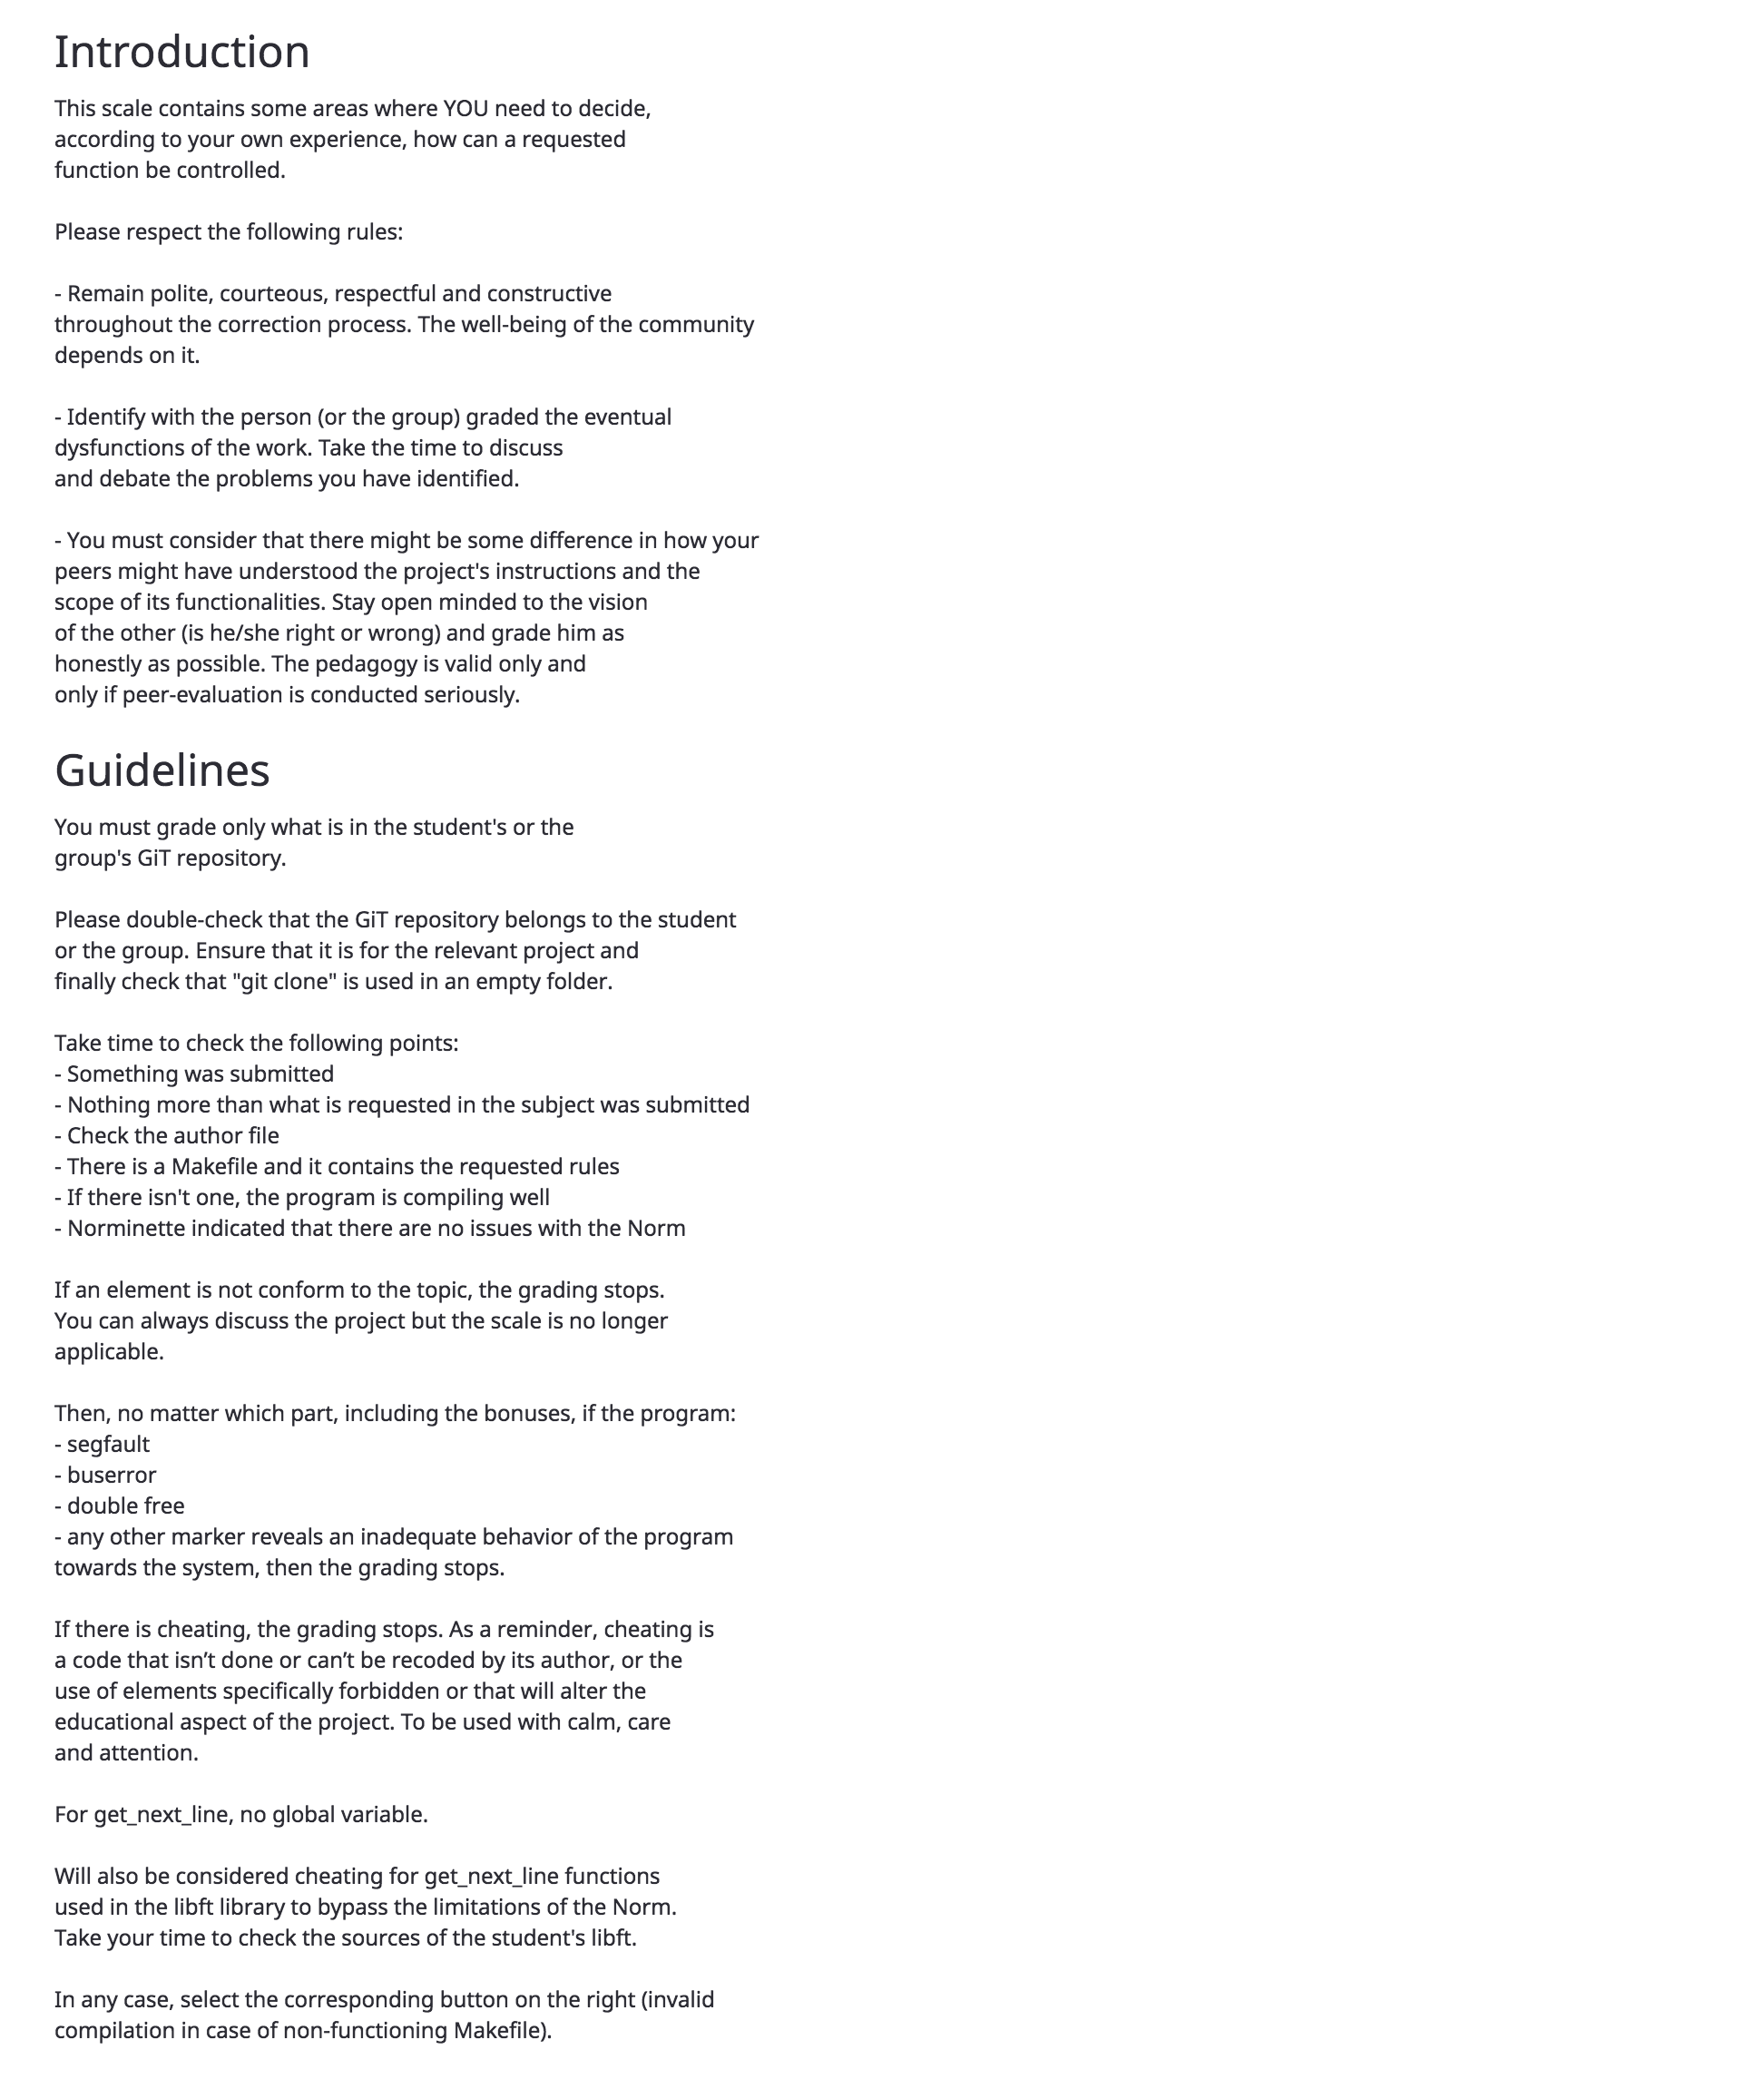 Introduction
This scale contains some areas where YOU need to decide,
according to your own experience, how can a requested
function be controlled.
Please respect the following rules:
- Remain polite, courteous, respectful and constructive
throughout the correction process. The well-being of the community
depends on it.
- Identify with the person (or the group) graded the eventual
dysfunctions of the work. Take the time to discuss
and debate the problems you have identified.
- You must consider that there might be some difference in how your
peers might have understood the project's instructions and the
scope of its functionalities. Stay open minded to the vision
of the other (is he/she right or wrong) and grade him as
honestly as possible. The pedagogy is valid only and
only if peer-evaluation is conducted seriously.
Guidelines
You must grade only what is in the student's or the
group's GiT repository.
Please double-check that the GiT repository belongs to the student
or the group. Ensure that it is for the relevant project and
finally check that "git clone" is used in an empty folder.
Take time to check the following points:
- Something was submitted
- Nothing more than what is requested in the subject was submitted
- Check the author file
- There is a Makefile and it contains the requested rules
- If there isn't one, the program is compiling well
- Norminette indicated that there are no issues with the Norm
If an element is not conform to the topic, the grading stops.
You can always discuss the project but the scale is no longer
applicable.
Then, no matter which part, including the bonuses, if the program:
- segfault
- buserror
- double free
- any other marker reveals an inadequate behavior of the program
towards the system, then the grading stops.
If there is cheating, the grading stops. As a reminder, cheating is
a code that isn’t done or can’t be recoded by its author, or the
use of elements specifically forbidden or that will alter the
educational aspect of the project. To be used with calm, care
and attention.
For get_next_line, no global variable.
Will also be considered cheating for get_next_line functions
used in the libft library to bypass the limitations of the Norm.
Take your time to check the sources of the student's libft.
In any case, select the corresponding button on the right (invalid
compilation in case of non-functioning Makefile).